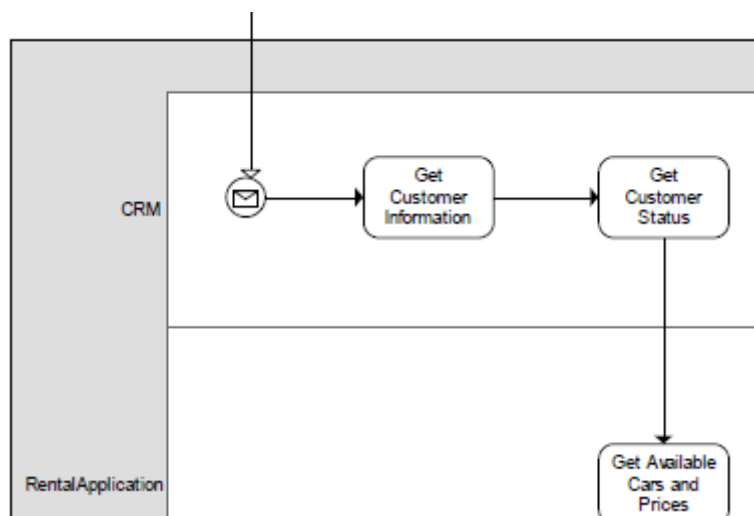 Get
Customer
Information
Get
Customer
Status
CRM
Get Available
Cars and
Prices
RentalApplication